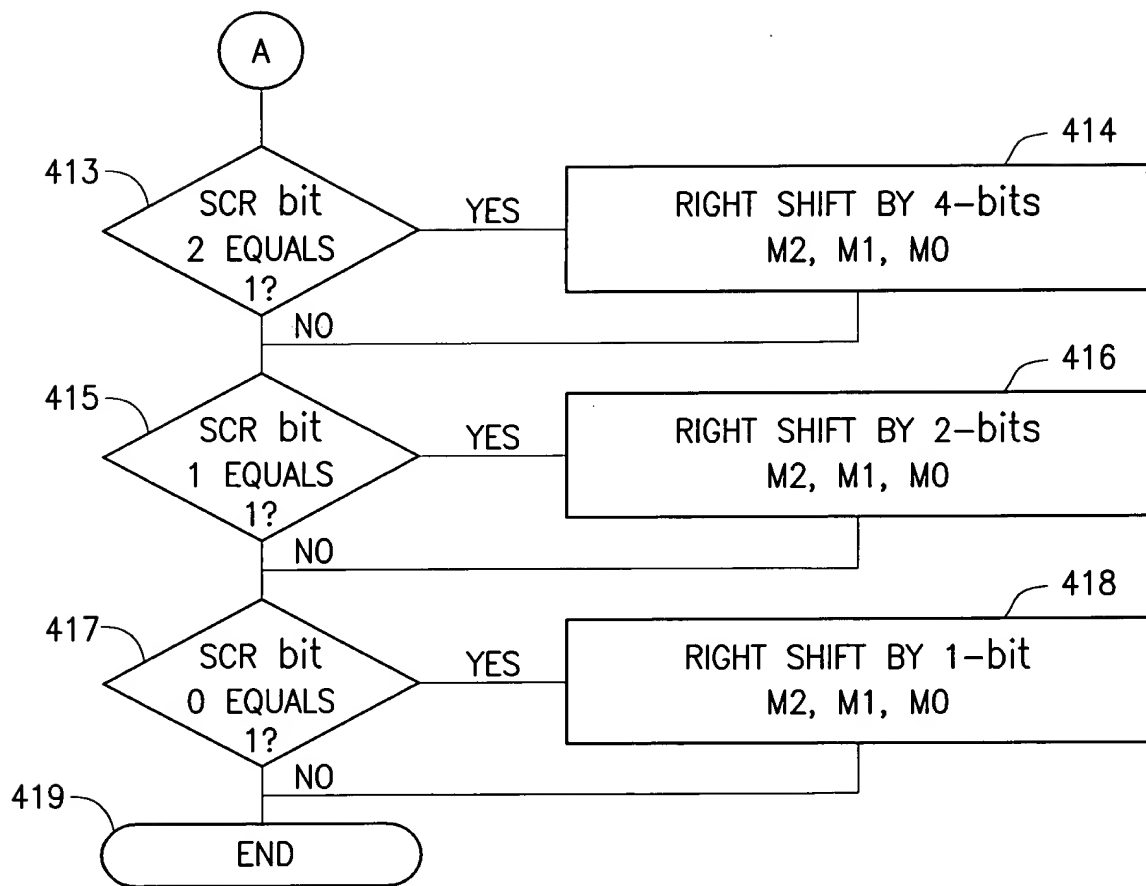 A
413
SCR bit
2 EQUALS
1?
YES
414
RIGHT SHIFT BY 4-bits
M2, M1, M0
NO
415
SCR bit
1 EQUALS
1?
YES
416
RIGHT SHIFT BY 2-bits
M2, M1, M0
NO
417
SCR bit
0 EQUALS
1?
YES
418
RIGHT SHIFT BY 1-bit
M2, M1, M0
NO
419
END